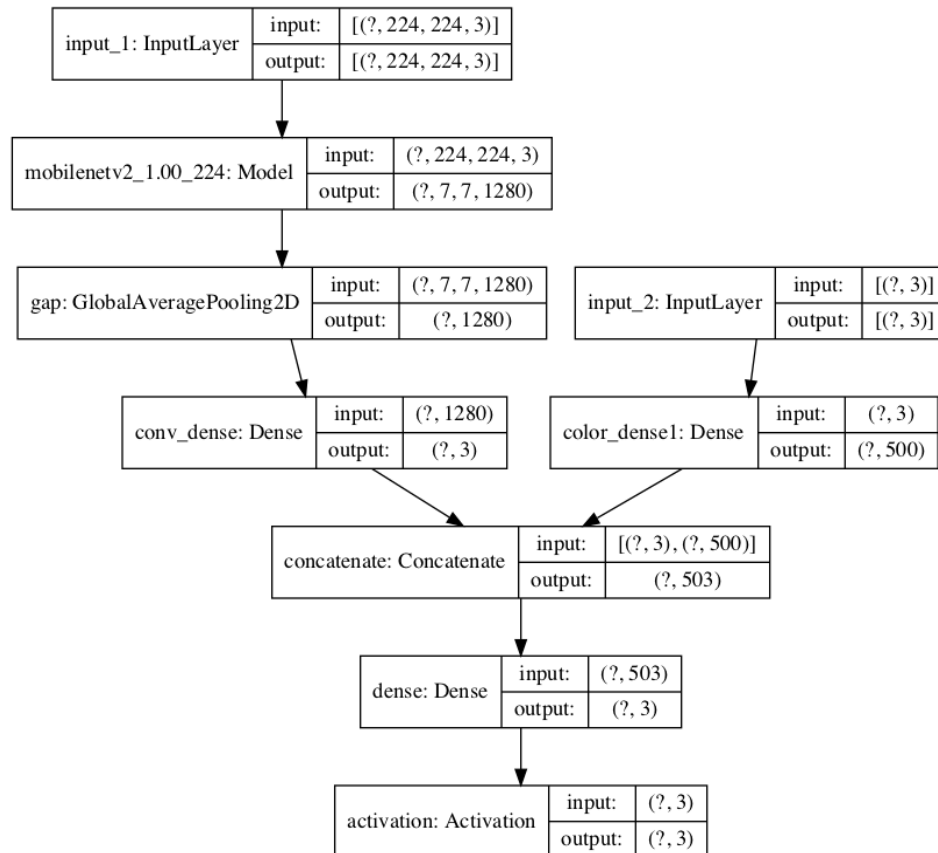 input_1: InputLayer
input: [(?, 224, 224, 3)]
output: [(?, 224, 224, 3)]
mobilenetv2_1.00_224: Model
input: (?, 224, 224, 3)
output: (?, 7, 7, 1280)
gap: GlobalAveragePooling2D
input: (?, 7, 7, 1280)
output: (?, 1280)
input_2: InputLayer
input: [(?, 3)]
output: [(?, 3)]
conv_dense: Dense
input: (?, 1280)
output: (?, 3)
color_dense1: Dense
input: (?, 3)
output: (?, 500)
concatenate: Concatenate
input: [(?, 3), (?, 500)]
output: (?, 503)
dense: Dense
input: (?, 503)
output: (?, 3)
activation: Activation
input: (?, 3)
output: (?, 3)